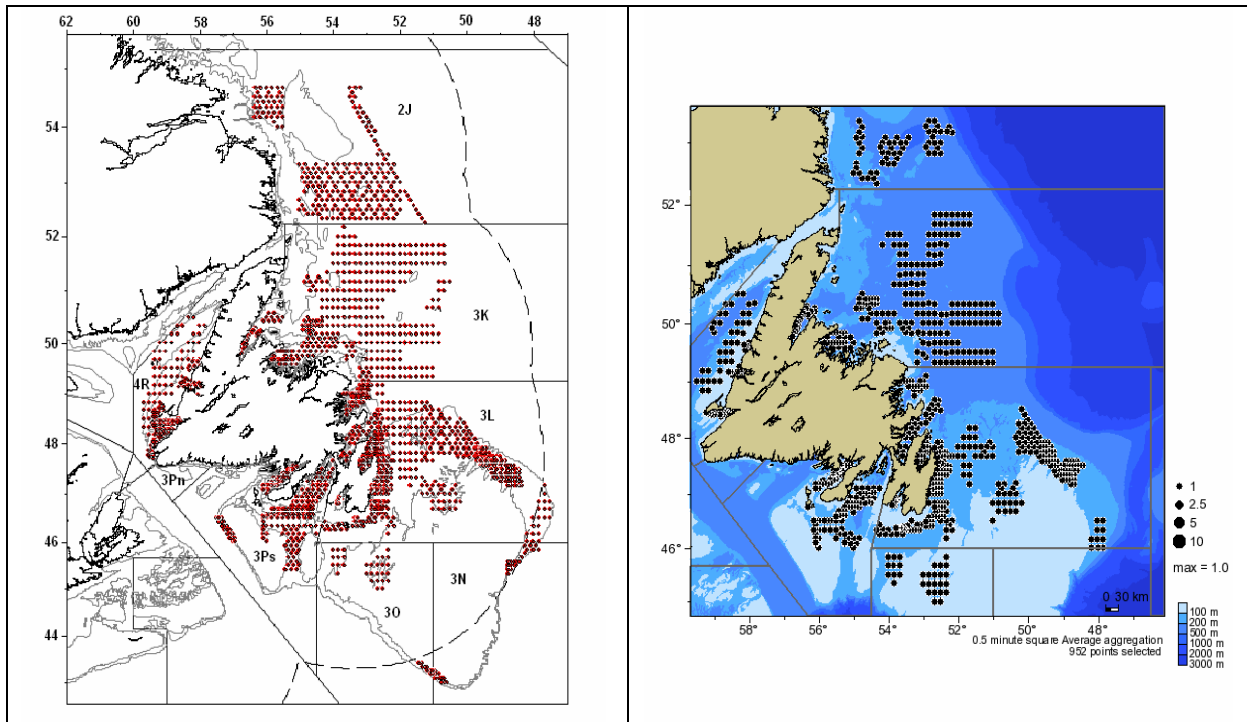 62 60 58 56 54 52 50 48
2J
54
52
3K
50
4R
3L
48
3Pn
46
3Ps
3N
3O
44
52°
50°
48°
46°
58° 56° 54° 52° 50° 48°
0 30 km
1
2.5
5
10
max = 1.0
100 m
200 m
500 m
1000 m
2000 m
3000 m
0.5 minute square Average aggregation
952 points selected